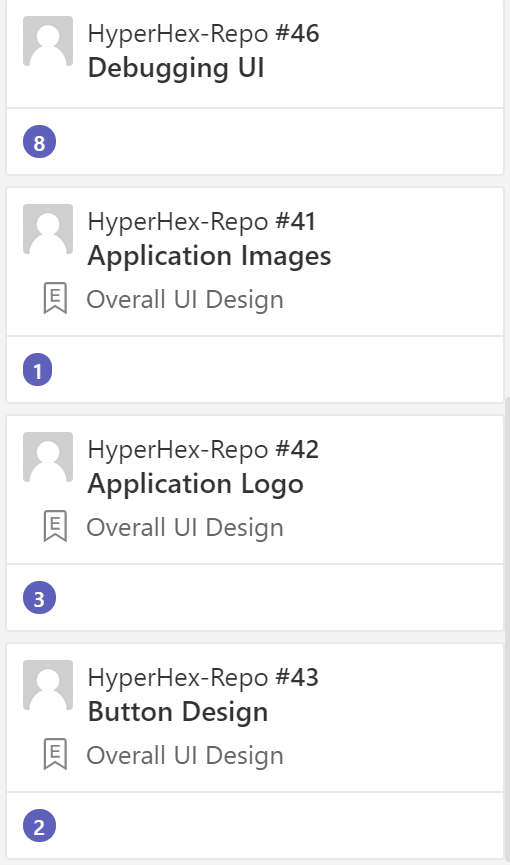 HyperHex-Repo #46
Debugging UI
8
HyperHex-Repo #41
Application Images
E Overall UI Design
1
HyperHex-Repo #42
Application Logo
E Overall UI Design
3
HyperHex-Repo #43
Button Design
E Overall UI Design
2